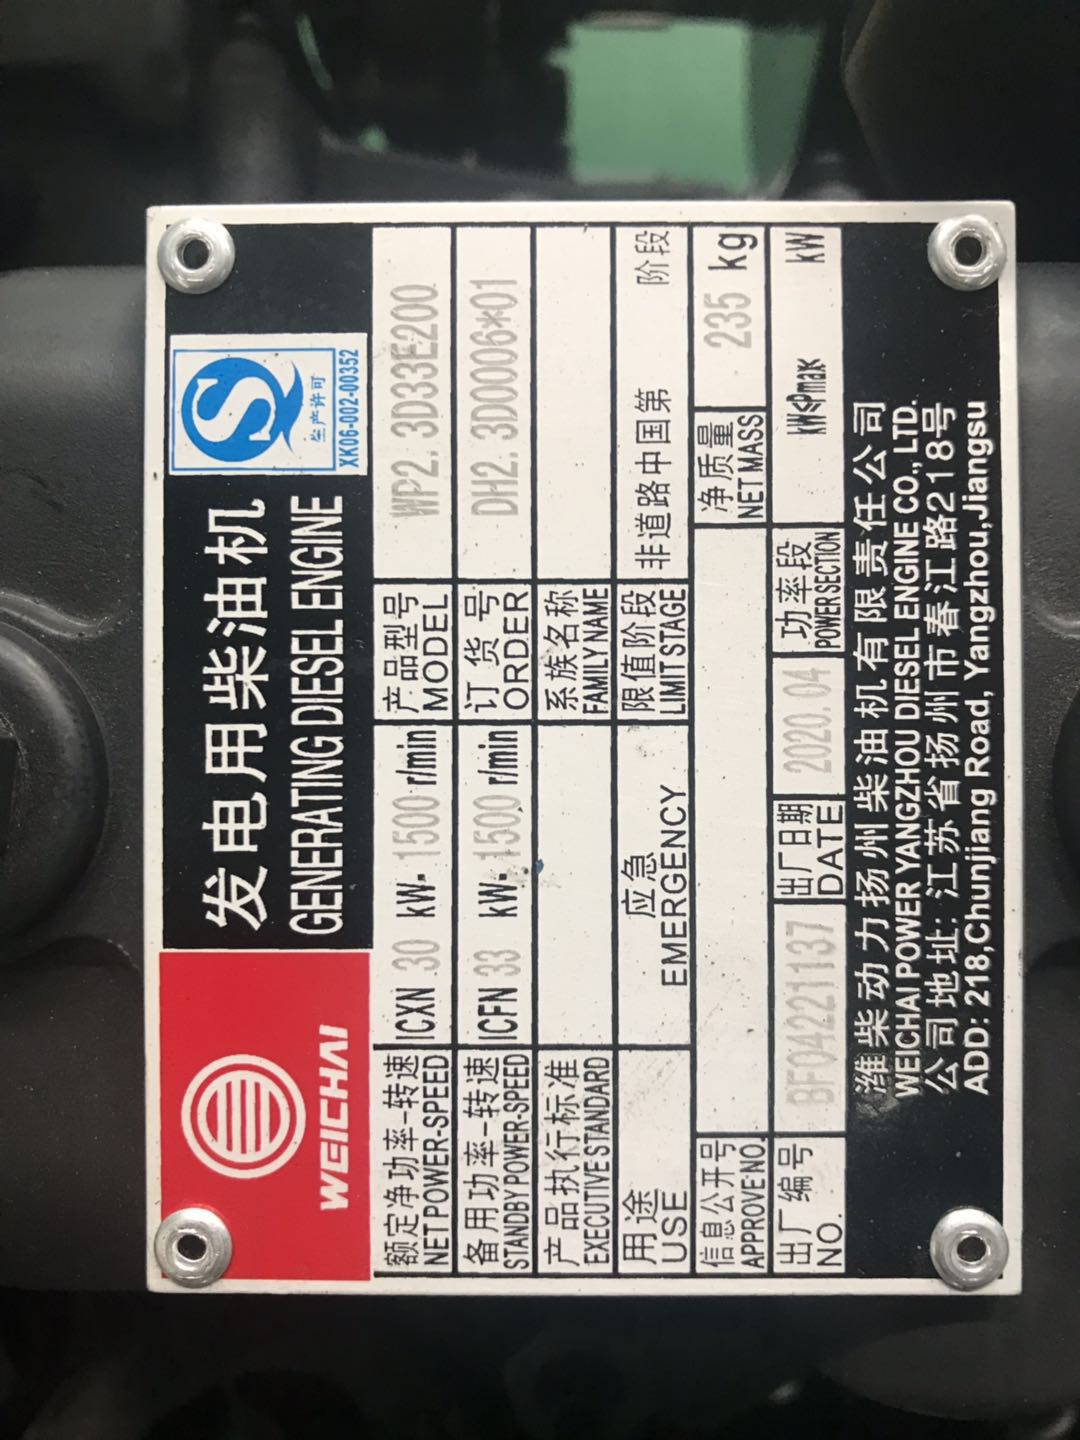 WEICHAI
发电用柴油机
GENERATING DIESEL ENGINE
生产许可
XK06-002-00352
额定净功率-转速 ICXN 30 kW· 1500 r/min 产品型号 WP2.3D33E200
NET POWER-SPEED MODEL
备用功率-转速 ICFN 33 kW· 1500 r/min 订货号 DH2.3D0006*01
STANDBY POWER-SPEED ORDER
产品执行标准 系族名称
EXECUTIVE STANDARD FAMILY NAME
用途 应急 限值阶段 非道路中国第 阶段
USE EMERGENCY LIMIT STAGE
信息公开号 净质量 235 kg
APPROVE·NO. NET MASS
出厂编号 BF04221137 出厂日期 2020.04 功率段 kW≤Pmax kW
NO. DATE POWER SECTION
潍柴动力扬州柴油机有限责任公司
WEICHAI POWER YANGZHOU DIESEL ENGINE CO., LTD.
公司地址: 江苏省扬州市春江路218号
ADD: 218,Chunjiang Road, Yangzhou,Jiangsu